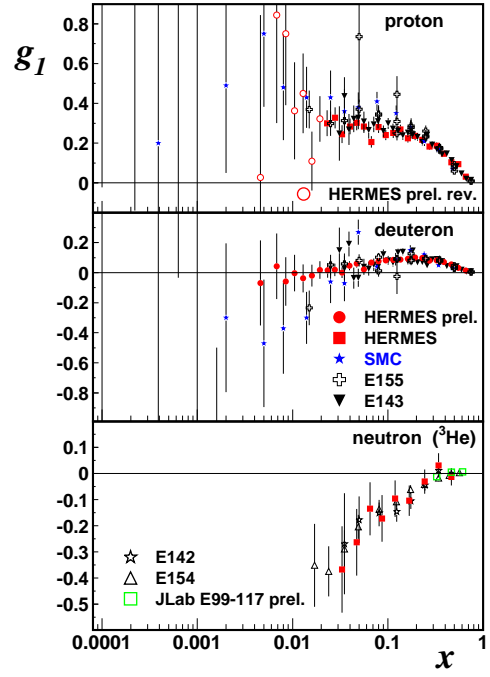 g1
proton
0.8
0.6
0.4
0.2
0
HERMES prel. rev.
deuteron
0.2
0
-0.2
-0.4
-0.6
-0.8
HERMES prel.
HERMES
SMC
E155
E143
neutron (3He)
0.1
0
-0.1
-0.2
-0.3
-0.4
-0.5
E142
E154
JLab E99-117 prel.
0.0001
0.001
0.01
0.1
1
x